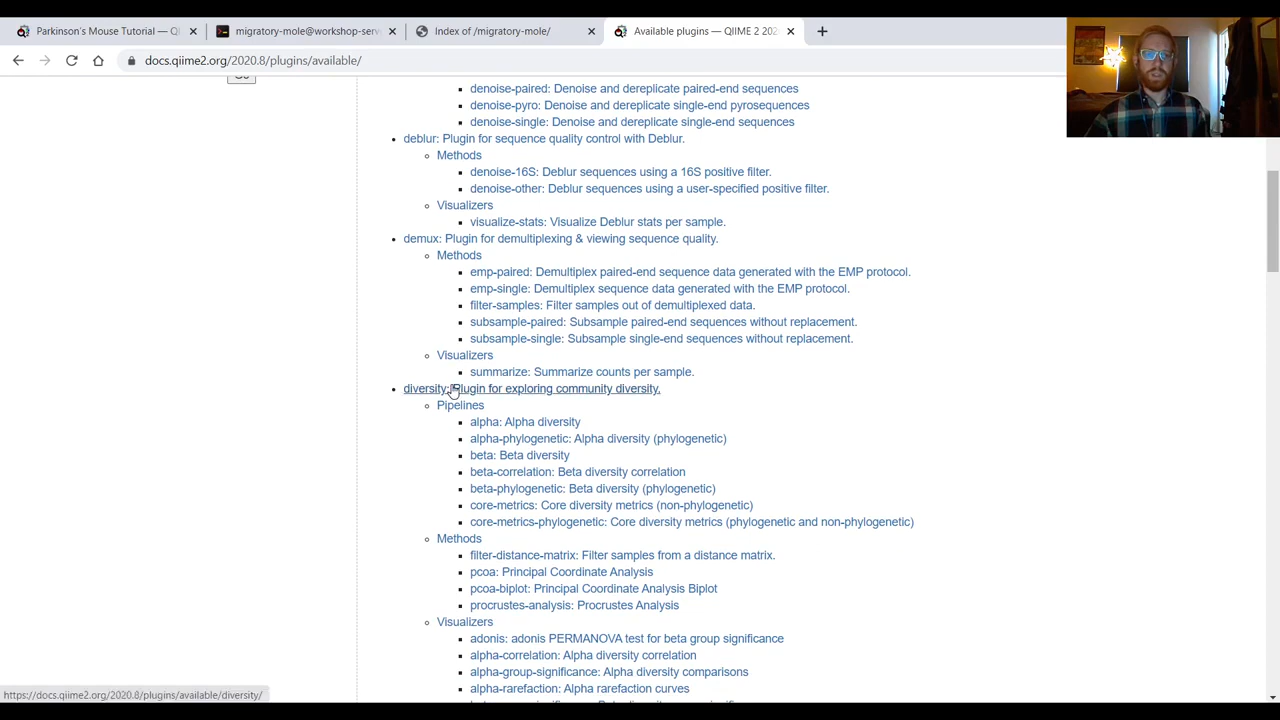 Parkinson's Mouse Tutorial — QI
migratory-mole@workshop-ser
Index of /migratory-mole/
Available plugins — QIIME 2 202
docs.qiime2.org/2020.8/plugins/available/
denoise-paired: Denoise and dereplicate paired-end sequences
denoise-pyro: Denoise and dereplicate single-end pyrosequences
denoise-single: Denoise and dereplicate single-end sequences
deblur: Plugin for sequence quality control with Deblur.
Methods
denoise-16S: Deblur sequences using a 16S positive filter.
denoise-other: Deblur sequences using a user-specified positive filter.
Visualizers
visualize-stats: Visualize Deblur stats per sample.
demux: Plugin for demultiplexing & viewing sequence quality.
Methods
emp-paired: Demultiplex paired-end sequence data generated with the EMP protocol.
emp-single: Demultiplex sequence data generated with the EMP protocol.
filter-samples: Filter samples out of demultiplexed data.
subsample-paired: Subsample paired-end sequences without replacement.
subsample-single: Subsample single-end sequences without replacement.
Visualizers
summarize: Summarize counts per sample.
diversity: Plugin for exploring community diversity.
Pipelines
alpha: Alpha diversity
alpha-phylogenetic: Alpha diversity (phylogenetic)
beta: Beta diversity
beta-correlation: Beta diversity correlation
beta-phylogenetic: Beta diversity (phylogenetic)
core-metrics: Core diversity metrics (non-phylogenetic)
core-metrics-phylogenetic: Core diversity metrics (phylogenetic and non-phylogenetic)
Methods
filter-distance-matrix: Filter samples from a distance matrix.
pcoa: Principal Coordinate Analysis
pcoa-biplot: Principal Coordinate Analysis Biplot
procrustes-analysis: Procrustes Analysis
Visualizers
adonis: adonis PERMANOVA test for beta group significance
alpha-correlation: Alpha diversity correlation
alpha-group-significance: Alpha diversity comparisons
alpha-rarefaction: Alpha rarefaction curves
https://docs.qiime2.org/2020.8/plugins/available/diversity/